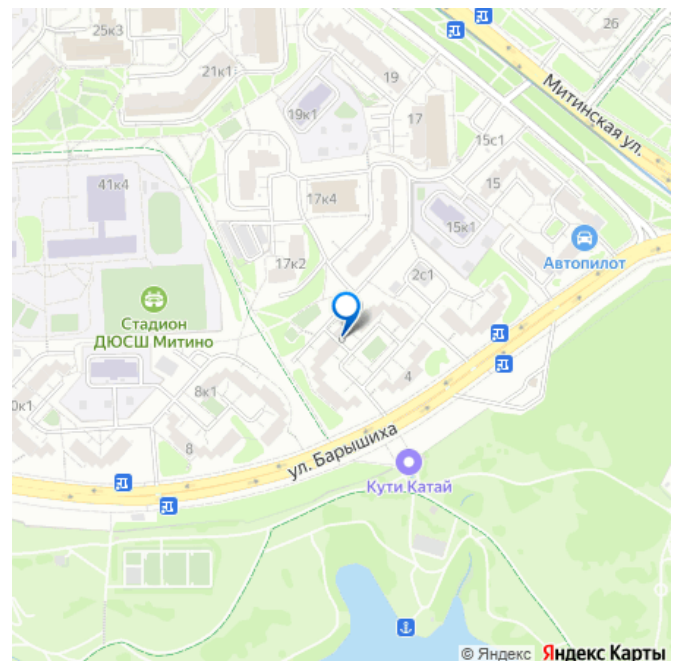 25к3
26
21к1
19
Митинская ул.
19к1
17
15с1
41к4
15
17к4
15к1
Автопилот
17к2
2с1
Стадион
ДЮСШ Митино
4
8к1
0к1
8
ул. Барышиха
Кути.Катай
© Яндекс Яндекс Карты